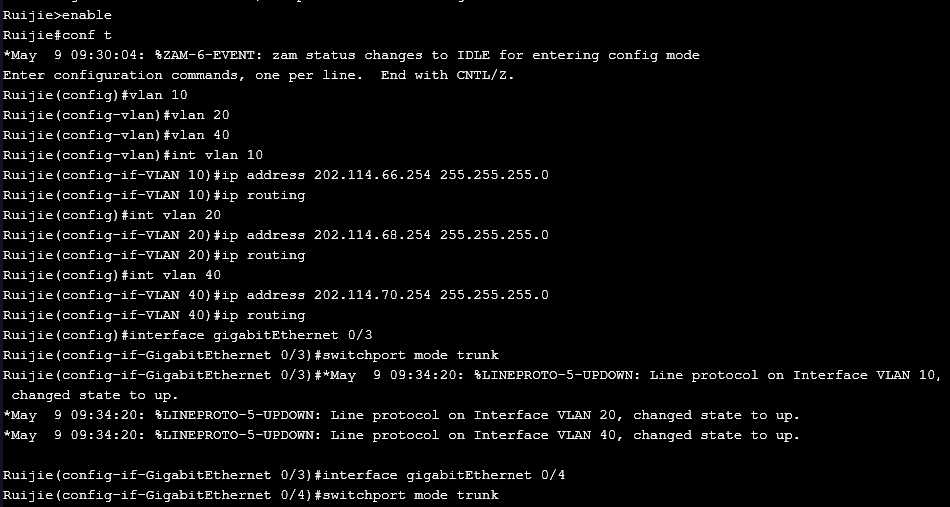 Ruijie>enable
Ruijie#conf t
*May  9 09:30:04: %ZAM-6-EVENT: zam status changes to IDLE for entering config mode
Enter configuration commands, one per line.  End with CNTL/Z.
Ruijie(config)#vlan 10
Ruijie(config-vlan)#vlan 20
Ruijie(config-vlan)#vlan 40
Ruijie(config-vlan)#int vlan 10
Ruijie(config-if-VLAN 10)#ip address 202.114.66.254 255.255.255.0
Ruijie(config-if-VLAN 10)#ip routing
Ruijie(config)#int vlan 20
Ruijie(config-if-VLAN 20)#ip address 202.114.68.254 255.255.255.0
Ruijie(config-if-VLAN 20)#ip routing
Ruijie(config)#int vlan 40
Ruijie(config-if-VLAN 40)#ip address 202.114.70.254 255.255.255.0
Ruijie(config-if-VLAN 40)#ip routing
Ruijie(config)#interface gigabitEthernet 0/3
Ruijie(config-if-GigabitEthernet 0/3)#switchport mode trunk
Ruijie(config-if-GigabitEthernet 0/3)#*May  9 09:34:20: %LINEPROTO-5-UPDOWN: Line protocol on Interface VLAN 10,
 changed state to up.
*May  9 09:34:20: %LINEPROTO-5-UPDOWN: Line protocol on Interface VLAN 20, changed state to up.
*May  9 09:34:20: %LINEPROTO-5-UPDOWN: Line protocol on Interface VLAN 40, changed state to up.
Ruijie(config-if-GigabitEthernet 0/3)#interface gigabitEthernet 0/4
Ruijie(config-if-GigabitEthernet 0/4)#switchport mode trunk